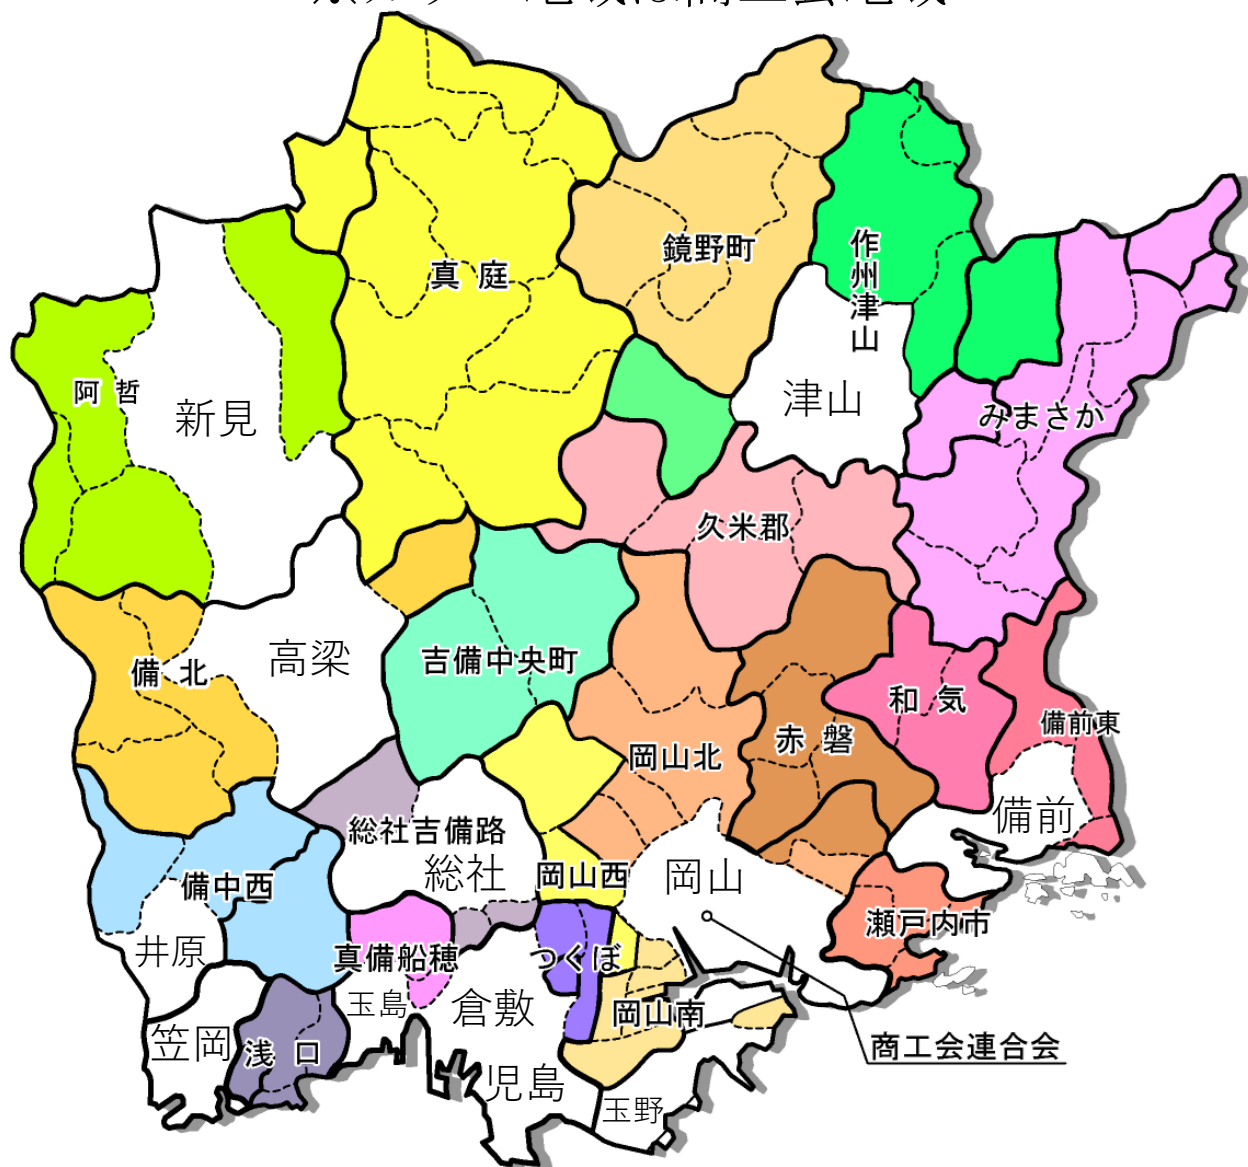 真庭
鏡野町
作州津山
阿哲
新見
津山
みまさか
久米郡
高梁
吉備中央町
備北
和気
備前東
赤磐
岡山北
備前
総社吉備路
総社
岡山西
岡山
備中西
瀬戸内市
井原
真備船穂
つくぼ
玉島
倉敷
岡山南
笠岡
浅口
商工会連合会
児島
玉野